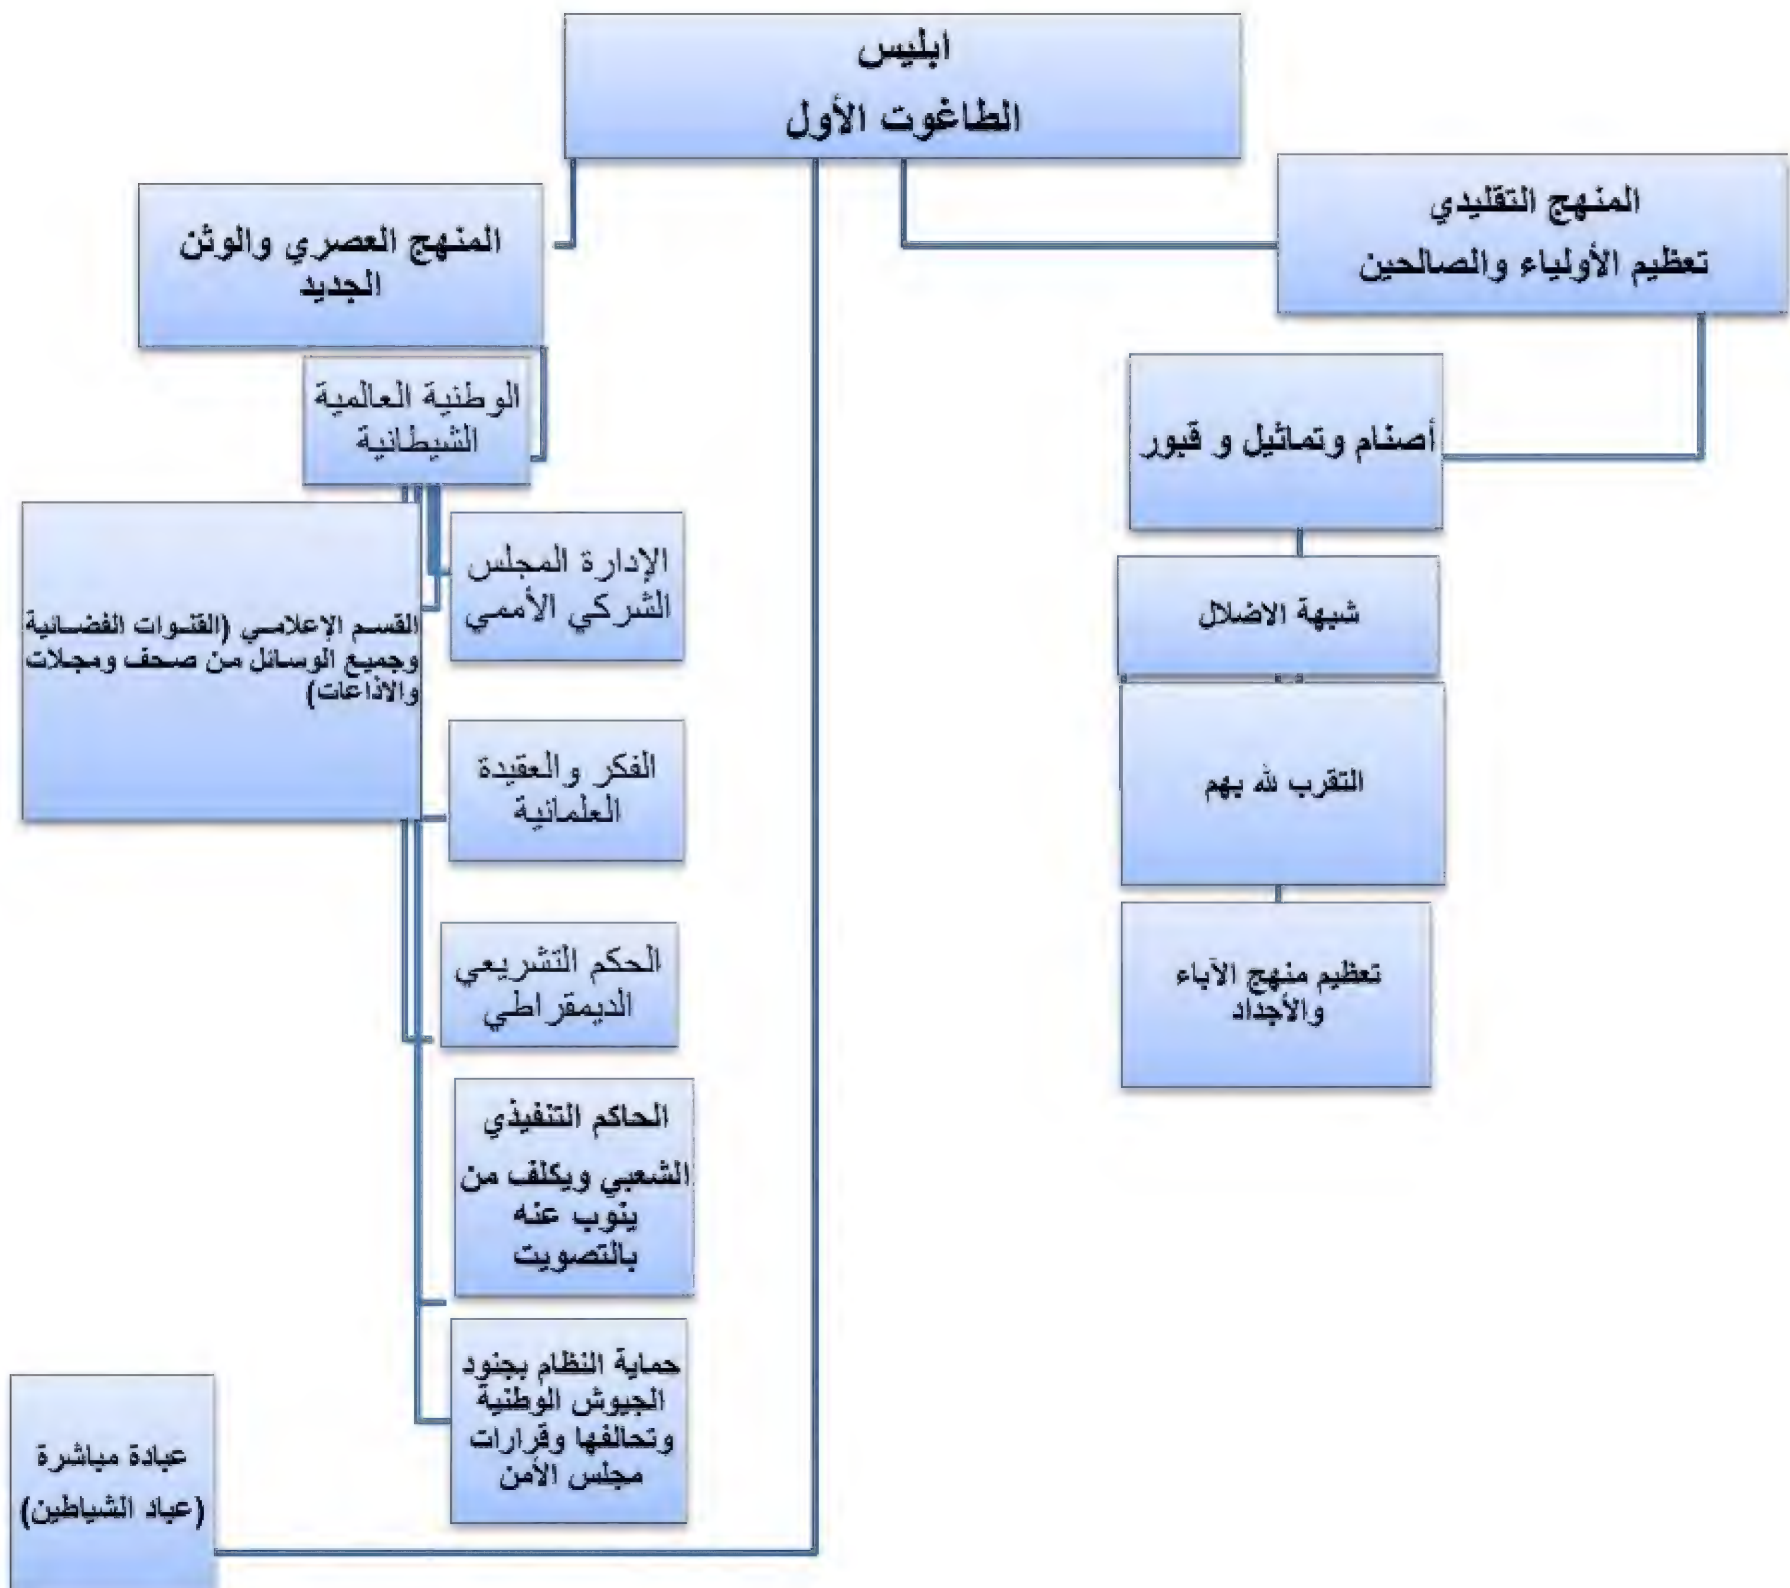 ابليس
الطاغوت الأول
المنهج التقليدي
تعظيم الأولياء والصالحين
أصنام وتماثيل و قبور
شبهة الاضلال
التقرب لله بهم
تعظيم منهج الآباء
والأجداد
المنهج العصري والوثن
الجديد
الوطنية العالمية
الشيطانية
الإدارة المجلس
الشركي الأممي
القسم الإعلامي (القنوات الفضائية
وجميع الوسائل من صحف ومجلات
والاذاعات)
الفكر والعقيدة
العلمانية
الحكم التشريعي
الديمقراطي
الحاكم التنفيذي
الشعبي ويكلف من
ينوب عنه
بالتصويت
حماية النظام بجنود
الجيوش الوطنية
وتحالفها وقرارات
مجلس الأمن
عبادة مباشرة
(عباد الشياطين)